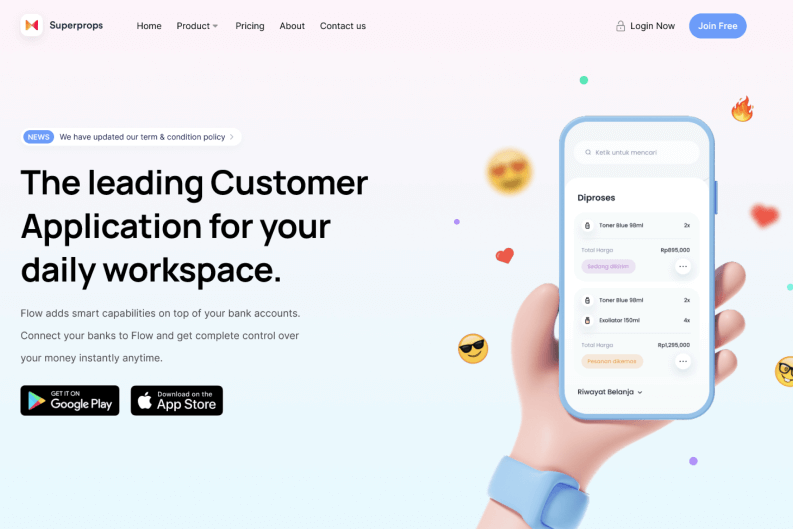 Superprops
Home
Product
Pricing
About
Contact us
Login Now
Join Free
NEWS
We have updated our term & condition policy
The leading Customer
Application for your
daily workspace.
Flow adds smart capabilities on top of your bank accounts.
Connect your banks to Flow and get complete control over
your money instantly anytime.
GET IT ON
Google Play
Download on the
App Store
Ketik untuk mencari
Diproses
Toner Blue 98ml 2x
Total Harga Rp895,000
Sedang dikirim
Toner Blue 98ml 2x
Exoliator 150ml 4x
Total Harga Rp1,295,000
Pesanan dikemas
Riwayat Belanja